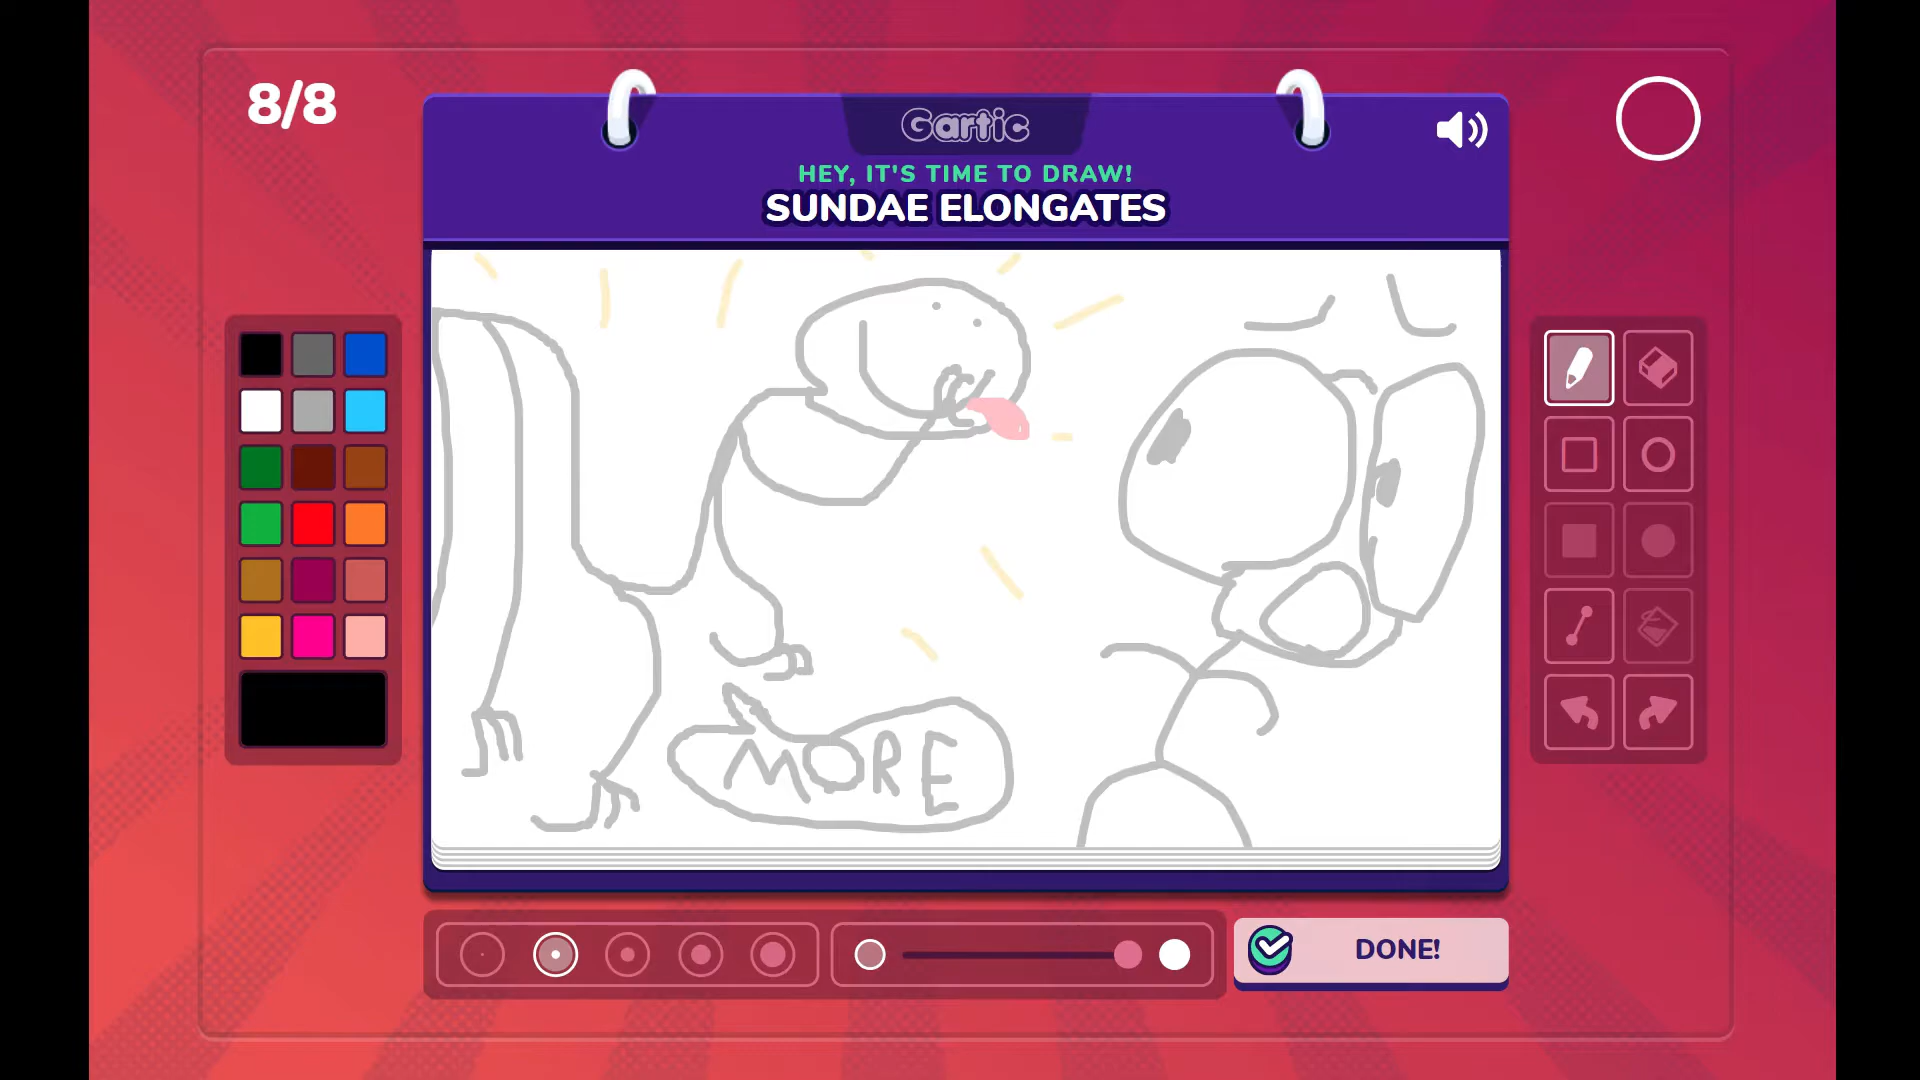 8/8
Gartic
HEY, IT'S TIME TO DRAW!
SUNDAE ELONGATES
MORE
DONE!